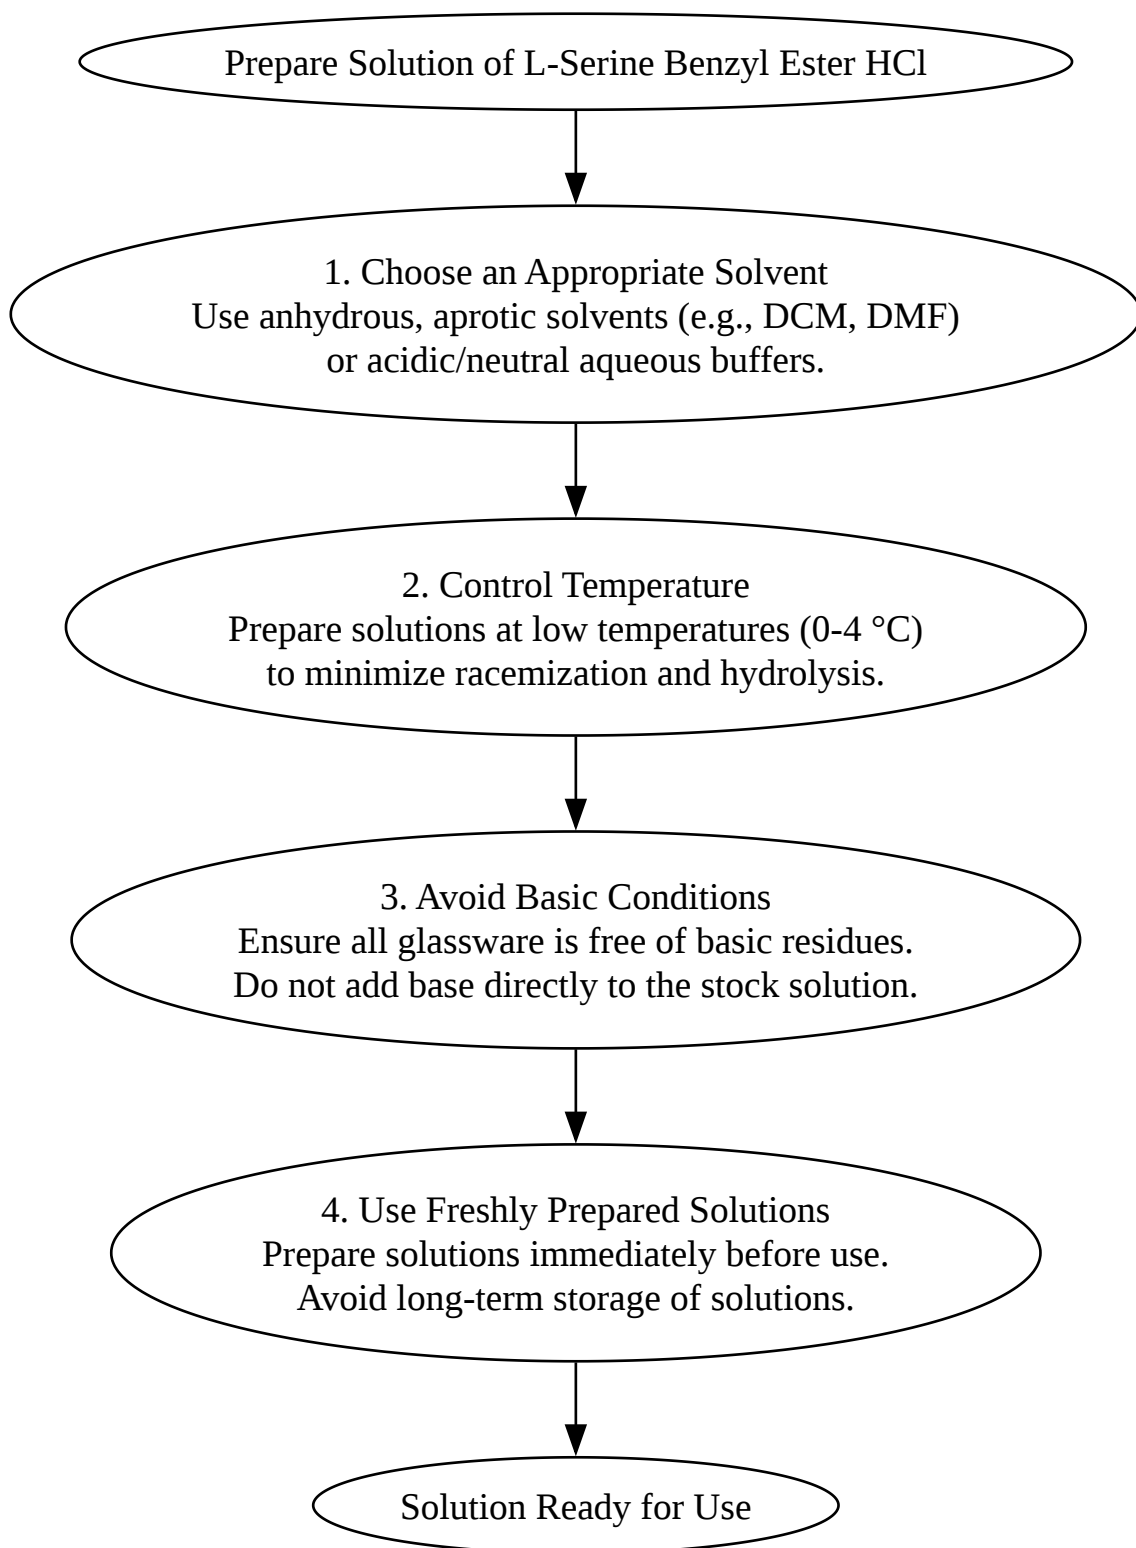 Prepare Solution of L-Serine Benzyl Ester HCl
1. Choose an Appropriate Solvent
Use anhydrous, aprotic solvents (e.g., DCM, DMF)
or acidic/neutral aqueous buffers.
2. Control Temperature
Prepare solutions at low temperatures (0-4 °C)
to minimize racemization and hydrolysis.
3. Avoid Basic Conditions
Ensure all glassware is free of basic residues.
Do not add base directly to the stock solution.
4. Use Freshly Prepared Solutions
Prepare solutions immediately before use.
Avoid long-term storage of solutions.
Solution Ready for Use